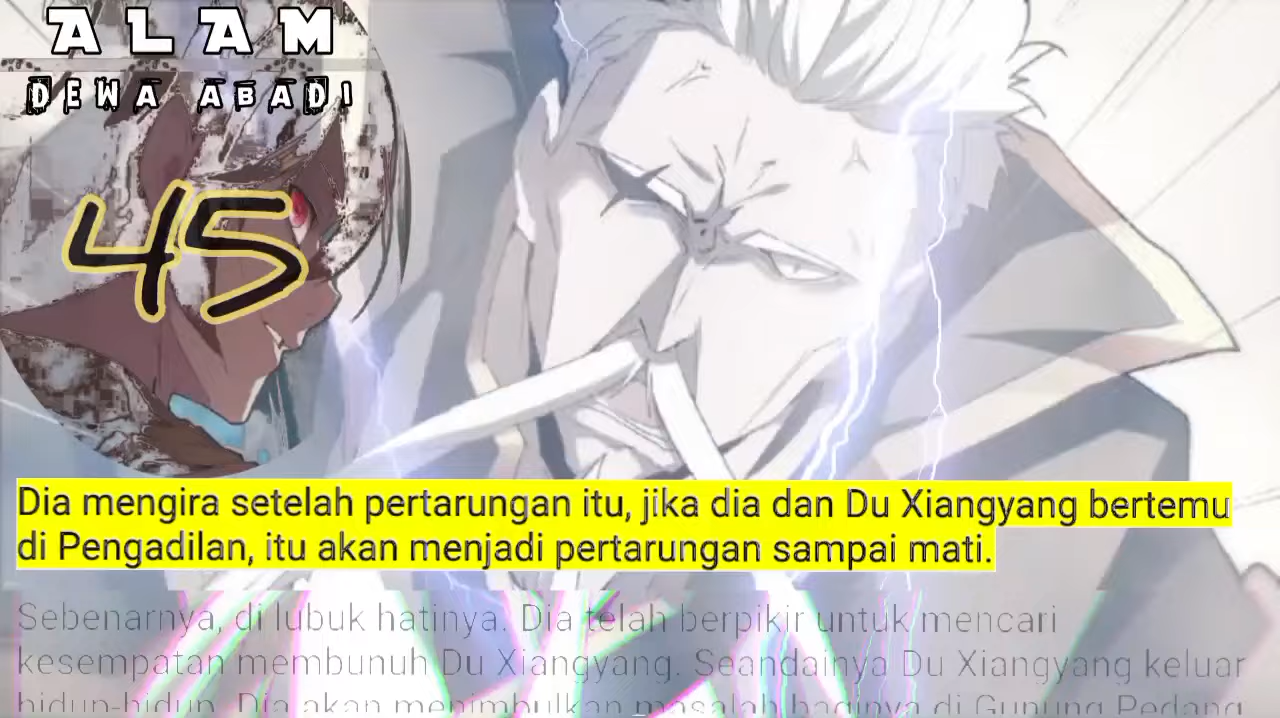 ALAM
DEWA ABADI
45
Dia mengira setelah pertarungan itu, jika dia dan Du Xiangyang bertemu
di Pengadilan, itu akan menjadi pertarungan sampai mati.
Sebenarnya, di lubuk hatinya. Dia telah berpikir untuk mencari
kesempatan membunuh Du Xiangyang. Seandainya Du Xiangyang keluar
hidup-hidup. Dia akan menimbulkan masalah baginya di Gunung Pedang